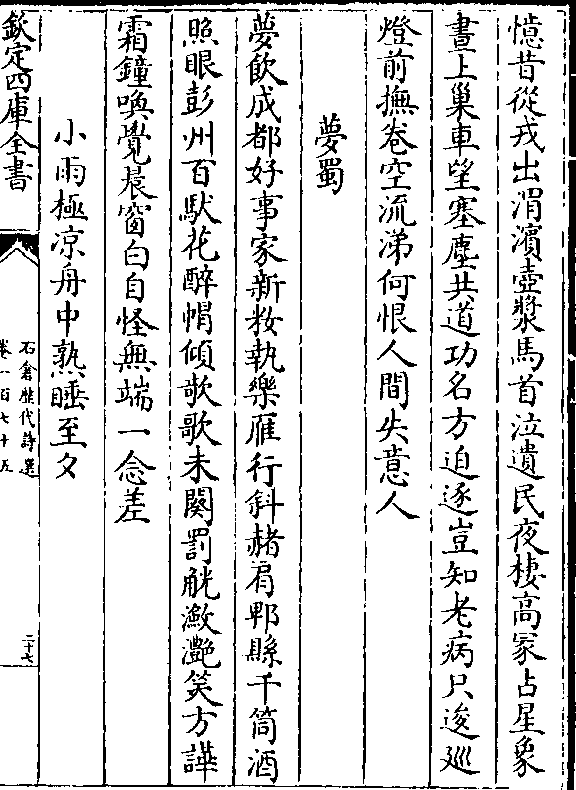 憶昔從戎出渭濱壺漿馬首泣遺民夜棲高冢占星象
晝上巢車望塞塵共道功名方迫逐豈知老病只逡廵
燈前撫卷空流涕何恨人間失意人
夢蜀
夢飲成都好事家新粧執樂雁行斜赭肩郫縣千筒酒
照眼彭州百䭾花醉帽傾欹歌未闋罰觥瀲灔笑方譁
霜鐘喚覺晨窗白自怪無端一念差
小雨極凉舟中熟睡至夕
欽定四庫全書
石倉歴代詩選
卷一百七十五
二十七